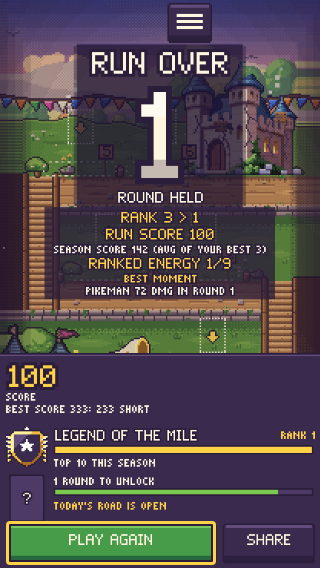 RUN OVER
1
ROUND HELD
RANK 3 > 1
RUN SCORE 100
SEASON SCORE 142 (AVG OF YOUR BEST 3)
RANKED ENERGY 1/9
BEST MOMENT
PIKEMAN 72 DMG IN ROUND 1
100
SCORE
BEST SCORE 333: 233 SHORT
LEGEND OF THE MILE
RANK 1
TOP 10 THIS SEASON
?
1 ROUND TO UNLOCK
TODAY'S ROAD IS OPEN
PLAY AGAIN
SHARE